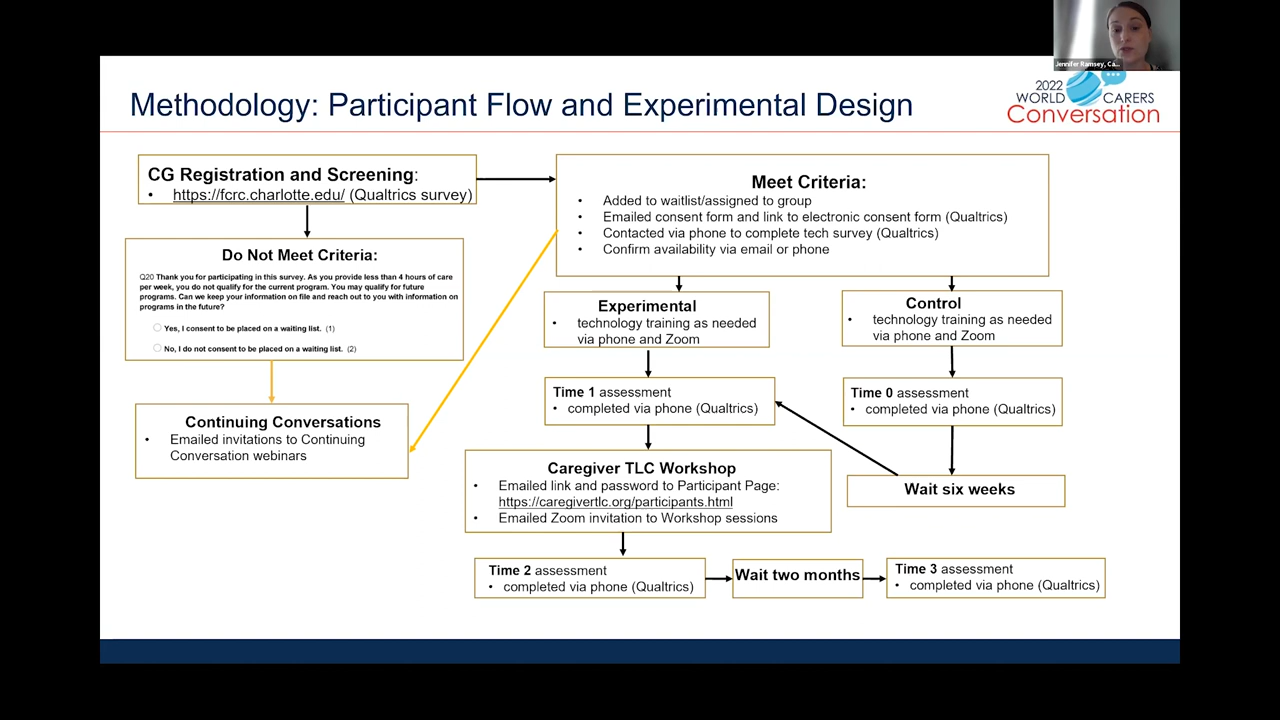 Jennifer Ramsey, Ca...
Methodology: Participant Flow and Experimental Design
2022
WORLD CARERS
Conversation
CG Registration and Screening:
• https://fcrc.charlotte.edu/ (Qualtrics survey)
Meet Criteria:
• Added to waitlist/assigned to group
• Emailed consent form and link to electronic consent form (Qualtrics)
• Contacted via phone to complete tech survey (Qualtrics)
• Confirm availability via email or phone
Do Not Meet Criteria:
Q20 Thank you for participating in this survey. As you provide less than 4 hours of care
per week, you do not qualify for the current program. You may qualify for future
programs. Can we keep your information on file and reach out to you with information on
programs in the future?
Yes, I consent to be placed on a waiting list. (1)
No, I do not consent to be placed on a waiting list. (2)
Continuing Conversations
• Emailed invitations to Continuing
Conversation webinars
Experimental
• technology training as needed
via phone and Zoom
Control
• technology training as needed
via phone and Zoom
Time 1 assessment
• completed via phone (Qualtrics)
Time 0 assessment
• completed via phone (Qualtrics)
Caregiver TLC Workshop
• Emailed link and password to Participant Page:
https://caregivertlc.org/participants.html
• Emailed Zoom invitation to Workshop sessions
Wait six weeks
Time 2 assessment
• completed via phone (Qualtrics)
Wait two months
Time 3 assessment
• completed via phone (Qualtrics)